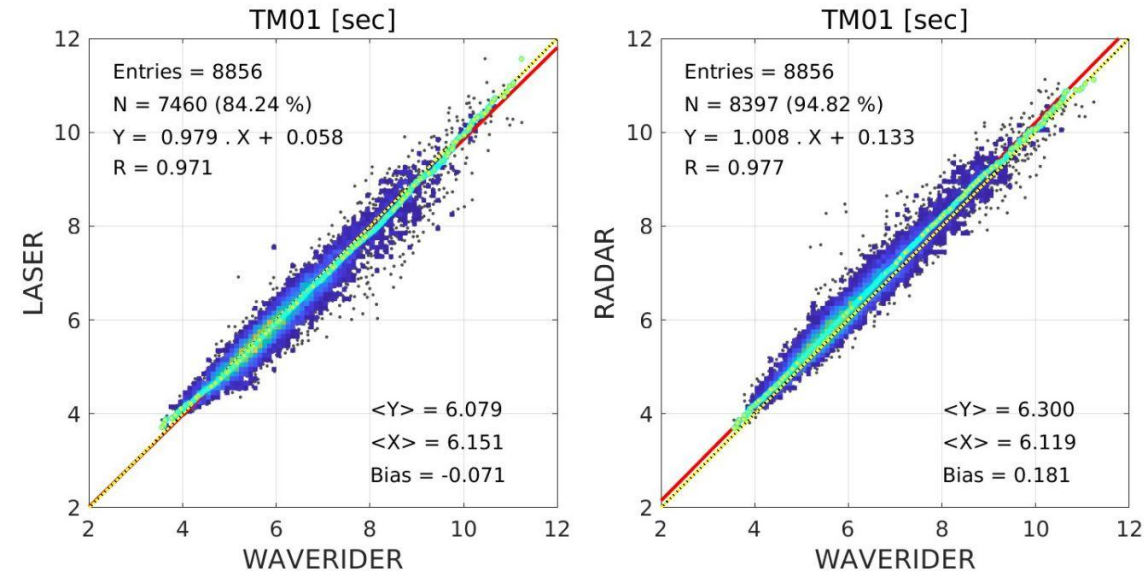 TM01 [sec]
12
10
8
6
4
2
LASER
Entries = 8856
N = 7460 (84.24 %)
Y = 0.979 . X + 0.058
R = 0.971
<Y> = 6.079
<X> = 6.151
Bias = -0.071
2 4 6 8 10 12
WAVERIDER
TM01 [sec]
12
10
8
6
4
2
RADAR
Entries = 8856
N = 8397 (94.82 %)
Y = 1.008 . X + 0.133
R = 0.977
<Y> = 6.300
<X> = 6.119
Bias = 0.181
2 4 6 8 10 12
WAVERIDER